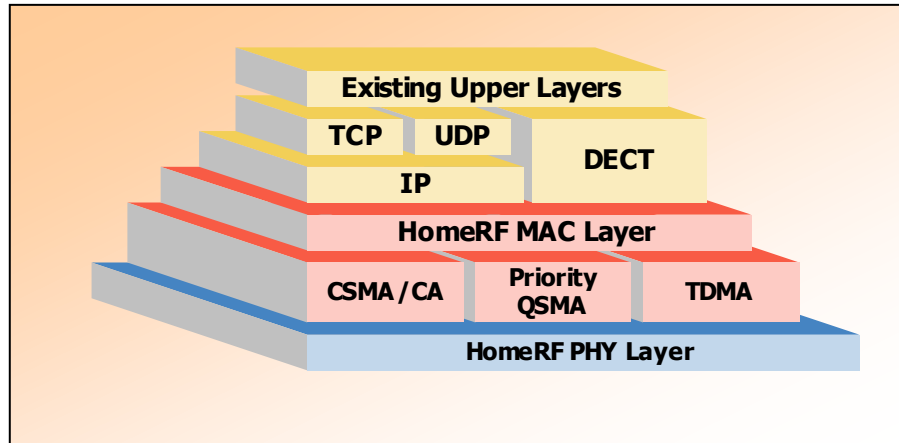 Existing Upper Layers
TCP
UDP
DECT
IP
HomeRF MAC Layer
CSMA / CA
Priority
QSMA
TDMA
HomeRF PHY Layer